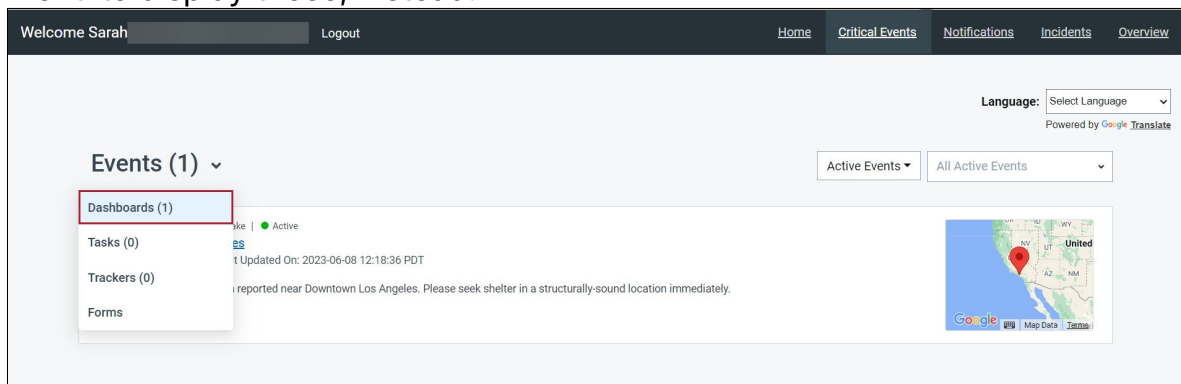 Welcome Sarah Logout Home Critical Events Notifications Incidents Overview
Language: Select Language
Powered by Google Translate
Events (1) Active Events All Active Events
Dashboards (1)
ake | Active
Tasks (0) es
t Updated On: 2023-06-08 12:18:36 PDT
Trackers (0)
reported near Downtown Los Angeles. Please seek shelter in a structurally-sound location immediately.
Forms
ID WY
NV UT United
AZ NM
Google Map Data Terms